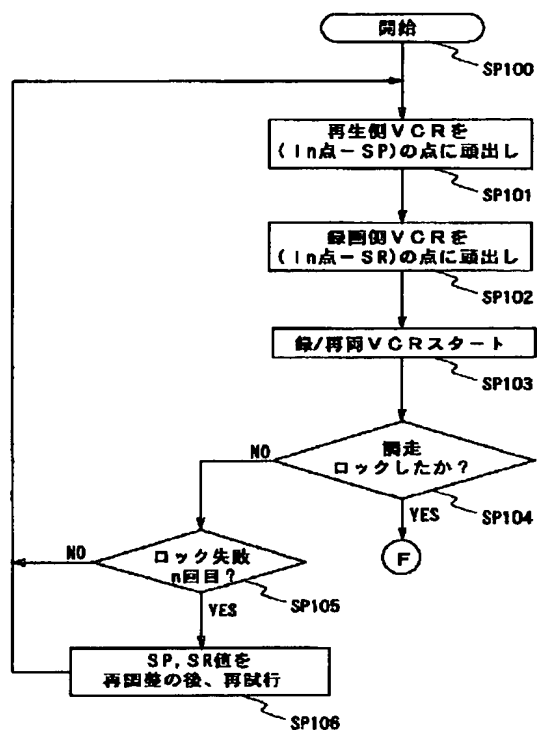 開始
SP100
再生側VCRを
(In点-SP)の点に頭出し
SP101
録画側VCRを
(In点-SR)の点に頭出し
SP102
録/再両VCRスタート
SP103
調走
ロックしたか?
SP104
NO
YES
F
ロック失敗
n回目?
SP105
NO
YES
SP,SR値を
再調整の後、再試行
SP106